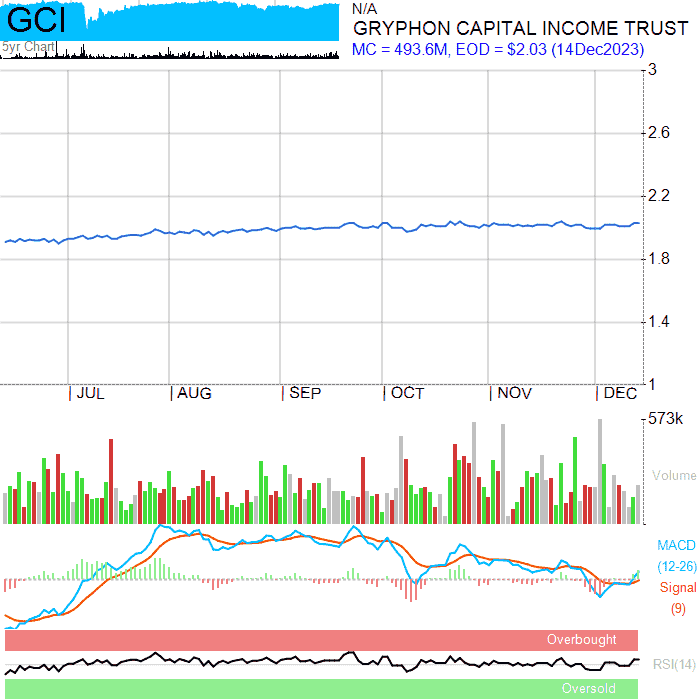 GCI
5yr Chart
N/A
GRYPHON CAPITAL INCOME TRUST
MC = 493.6M, EOD = $2.03 (14Dec2023)
3
2.6
2.2
1.8
1.4
1
JUL AUG SEP OCT NOV DEC
573k
Volume
MACD
(12-26)
Signal
(9)
Overbought
RSI(14)
Oversold